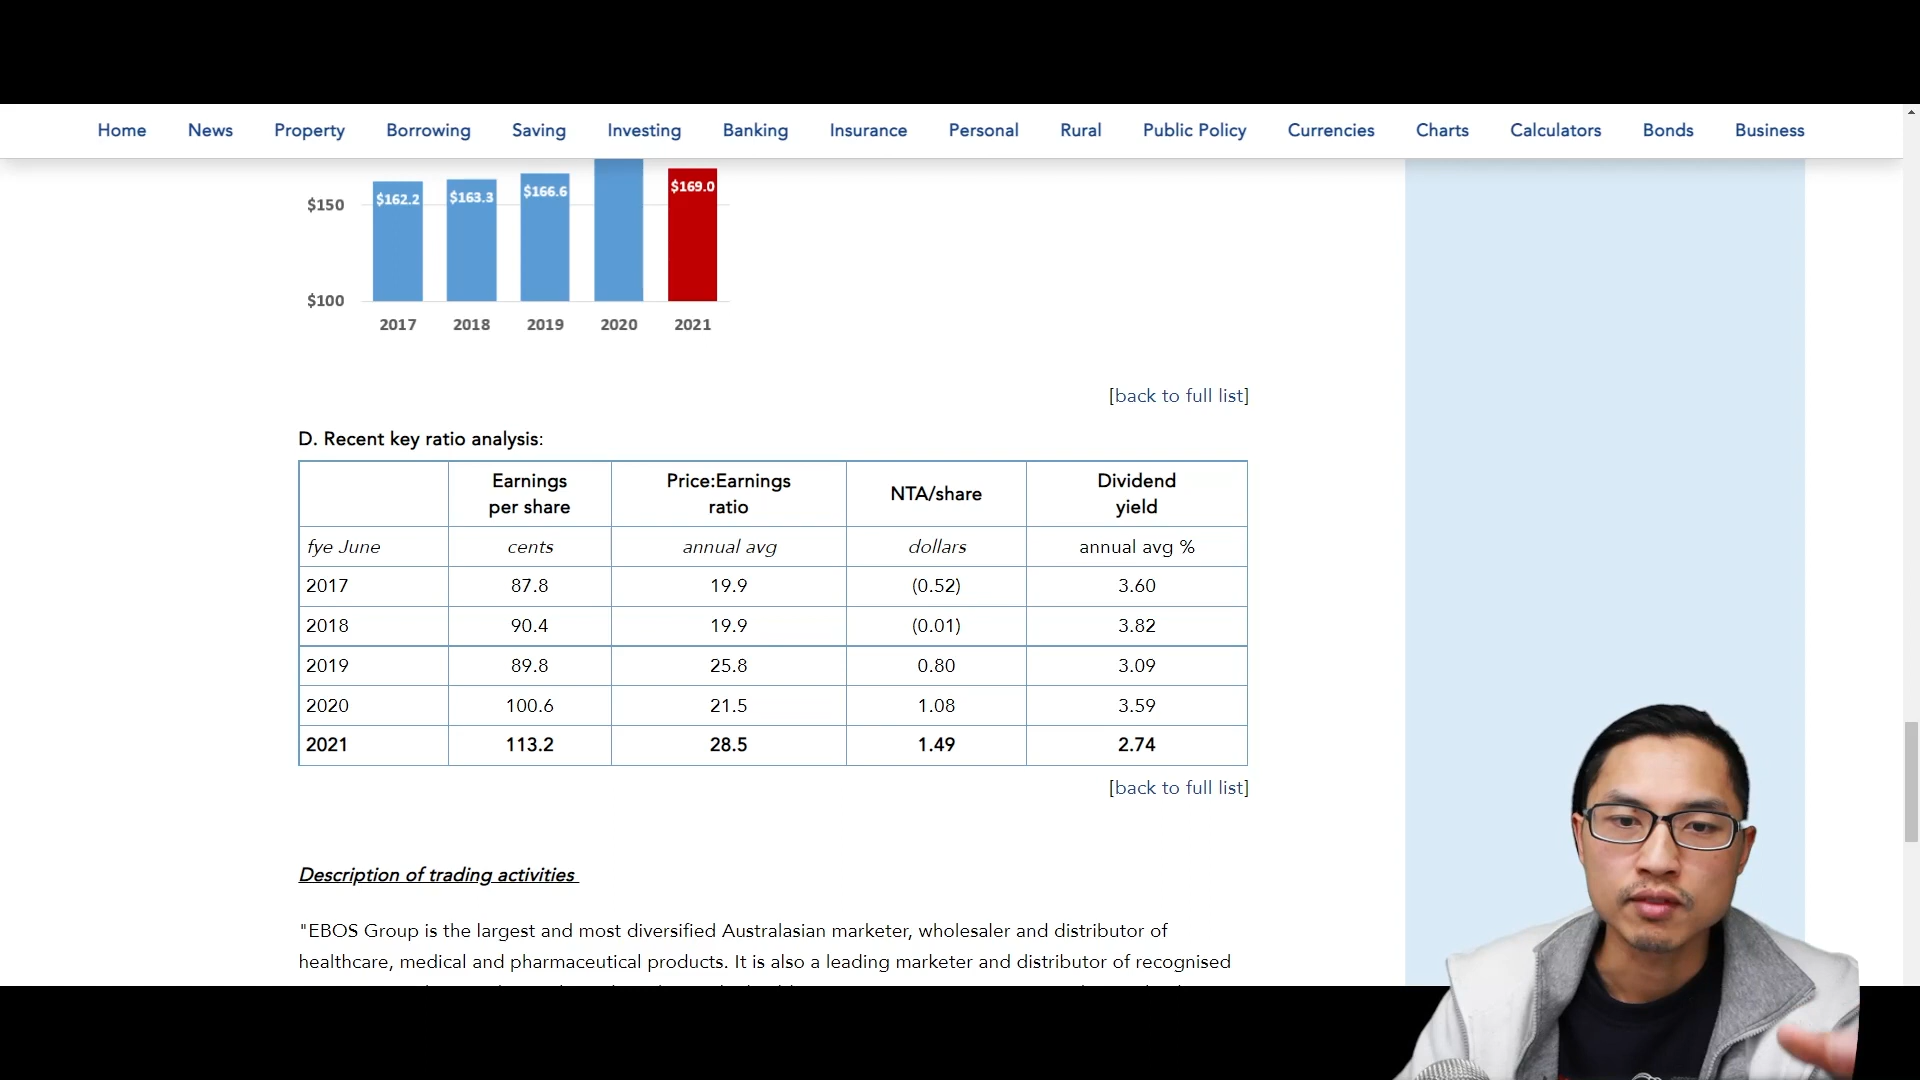 Home News Property Borrowing Saving Investing Banking Insurance Personal Rural Public Policy Currencies Charts Calculators Bonds Business
$150 $162.2 $163.3 $166.6 $169.0
$100
2017 2018 2019 2020 2021
[back to full list]
D. Recent key ratio analysis:
Earnings per share Price:Earnings ratio NTA/share Dividend yield
fye June cents annual avg dollars annual avg %
2017 87.8 19.9 (0.52) 3.60
2018 90.4 19.9 (0.01) 3.82
2019 89.8 25.8 0.80 3.09
2020 100.6 21.5 1.08 3.59
2021 113.2 28.5 1.49 2.74
[back to full list]
Description of trading activities
"EBOS Group is the largest and most diversified Australasian marketer, wholesaler and distributor of
healthcare, medical and pharmaceutical products. It is also a leading marketer and distributor of recognised